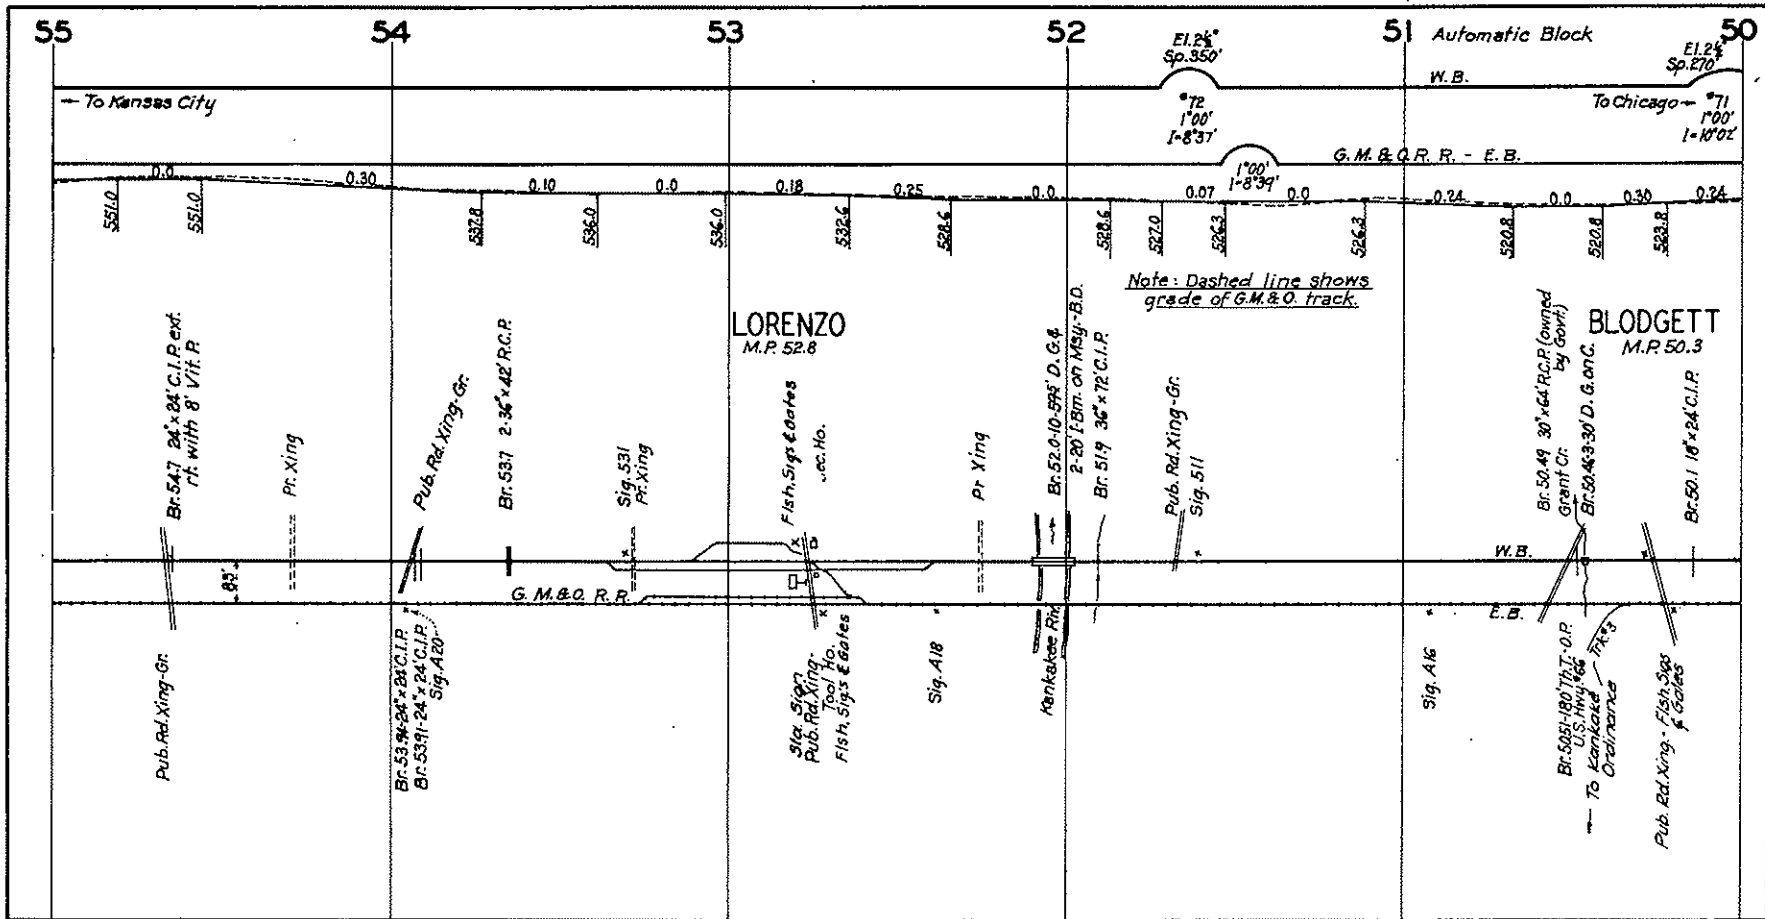 55
54
53
52
51
50
Automatic Block
El. 2½"
Sp. 350'
El. 2½"
Sp. 270'
W.B.
← To Kansas City
#72
1°00'
I=8°37'
To Chicago
#71
1°00'
I=10°02'
G. M. & O. R. R. - E. B.
1°00'
I=8°39'
0.0
0.30
0.10
0.0
0.18
0.25
0.0
0.07
0.0
0.24
0.0
0.30
0.24
551.0
551.0
537.8
536.0
536.0
532.6
528.6
528.6
527.0
526.3
526.3
520.8
520.8
523.8
Note: Dashed line shows
grade of G.M.&O. track.
LORENZO
M.P. 52.8
BLODGETT
M.P. 50.3
Br. 54.7 24" x 24' C.I.P. ext.
rt. with 8' Vit. P.
Pr. Xing
Pub. Rd. Xing-Gr.
Br. 53.7 2-36" x 42' R.C.P.
Sig. 531
Pr. Xing
Flsh. Sigs & Gates
ec. Ho.
Pr Xing
Br. 52.0-10-59.5' D. G. &
2-20' I-Bm. on Msy.-B.D.
Br. 51.9 36" x 72' C.I.P.
Pub. Rd. Xing-Gr.
Sig. 511
Br. 50.49 30" x 64' R.C.P. (owned
by Govt.)
Grant Cr.
Br. 50.46-3-30' D. G. on C.
Br. 50.1 18" x 24' C.I.P.
W.B.
85'
G. M. & O. R. R.
E.B.
Pub. Rd. Xing-Gr.
Br. 53.94-24" x 24' C.I.P.
Br. 53.91-24" x 24' C.I.P.
Sig. A20
Sta. Sign
Pub. Rd. Xing-
Tool Ho.
Flsh. Sigs & Gates
Sig. A18
Kankakee Riv.
Sig. A16
Br. 50.51-180' Th. T.-O.P.
U.S. Hwy. #66
← To Kankake
Ordinance
Trk. #3
Pub. Rd. Xing - Flsh. Sigs
& Gates